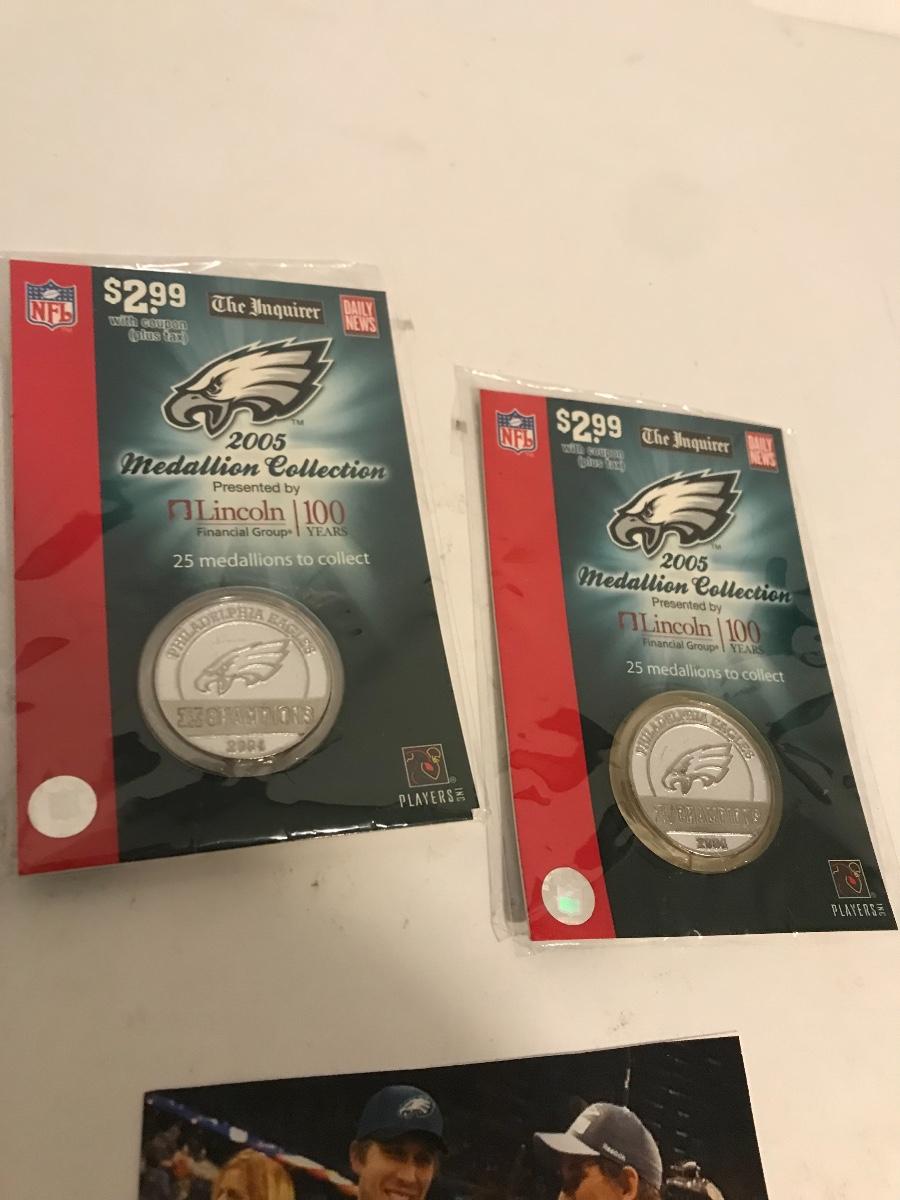 NFL
$2.99
with coupon
(plus tax)
The Inquirer
DAILY
NEWS
TM
2005
Medallion Collection
Presented by
Lincoln
Financial Group®
100
YEARS
25 medallions to collect
PHILADELPHIA EAGLES
CHAMPIONS
2004
PLAYERS INC
NFL
$2.99
with coupon
(plus tax)
The Inquirer
DAILY
NEWS
TM
2005
Medallion Collection
Presented by
Lincoln
Financial Group®
100
YEARS
25 medallions to collect
PHILADELPHIA EAGLES
CHAMPIONS
2004
PLAYERS INC
Reebok